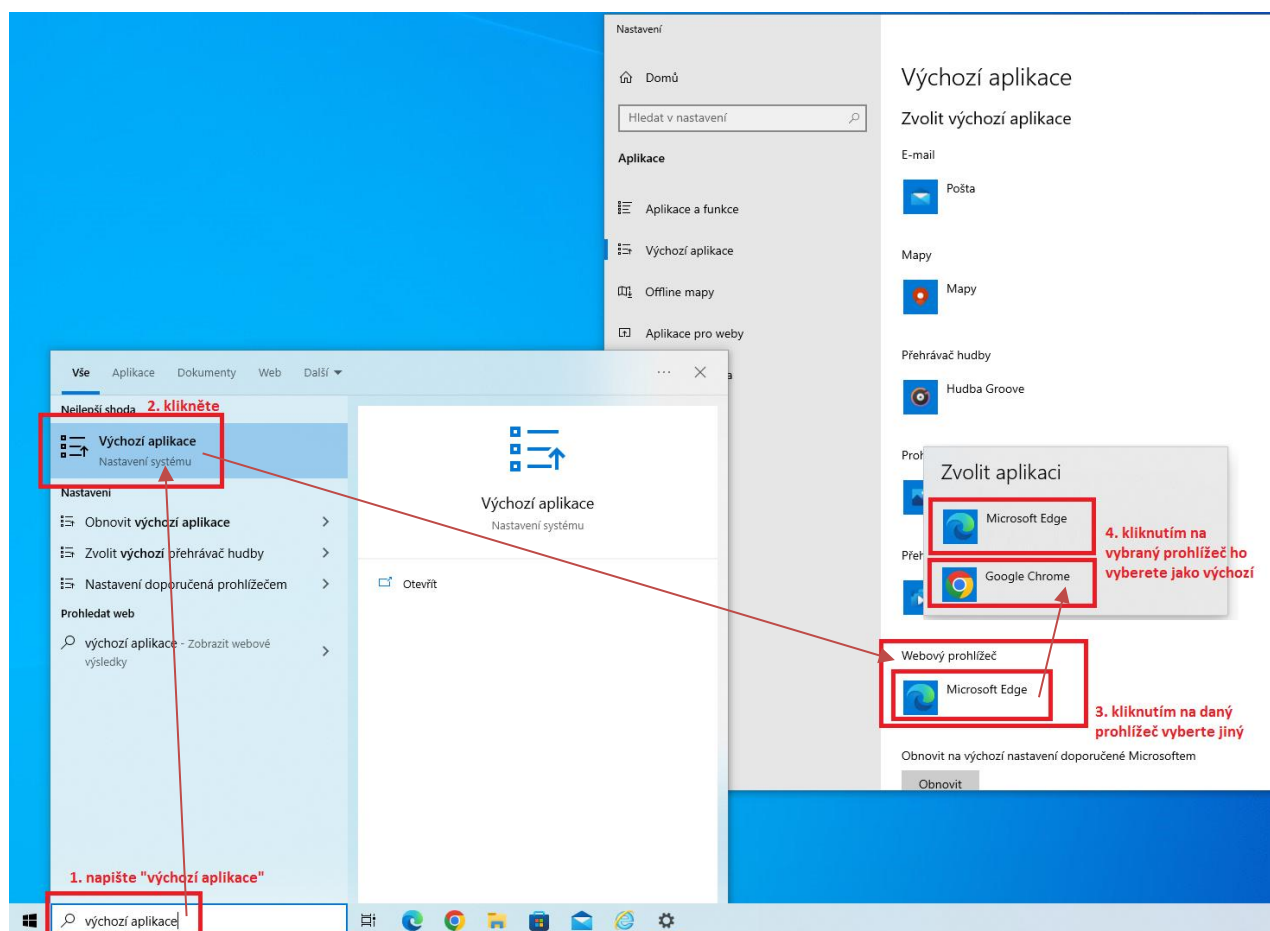 Nastavení
Domů
Hledat v nastavení
Aplikace
Aplikace a funkce
Výchozí aplikace
Offline mapy
Aplikace pro weby
a
Výchozí aplikace
Zvolit výchozí aplikace
E-mail
Pošta
Mapy
Mapy
Přehrávač hudby
Hudba Groove
Proh
Přeh
Zvolit aplikaci
Microsoft Edge
Google Chrome
4. kliknutím na
vybraný prohlížeč ho
vyberete jako výchozí
Webový prohlížeč
Microsoft Edge
3. kliknutím na daný
prohlížeč vyberte jiný
Obnovit na výchozí nastavení doporučené Microsoftem
Obnovit
Vše Aplikace Dokumenty Web Další
Nejlepší shoda
2. klikněte
Výchozí aplikace
Nastavení systému
Nastavení
Obnovit výchozí aplikace
Zvolit výchozí přehrávač hudby
Nastavení doporučená prohlížečem
Prohledat web
výchozí aplikace - Zobrazit webové
výsledky
Výchozí aplikace
Nastavení systému
Otevřít
1. napište "výchozí aplikace"
výchozí aplikace